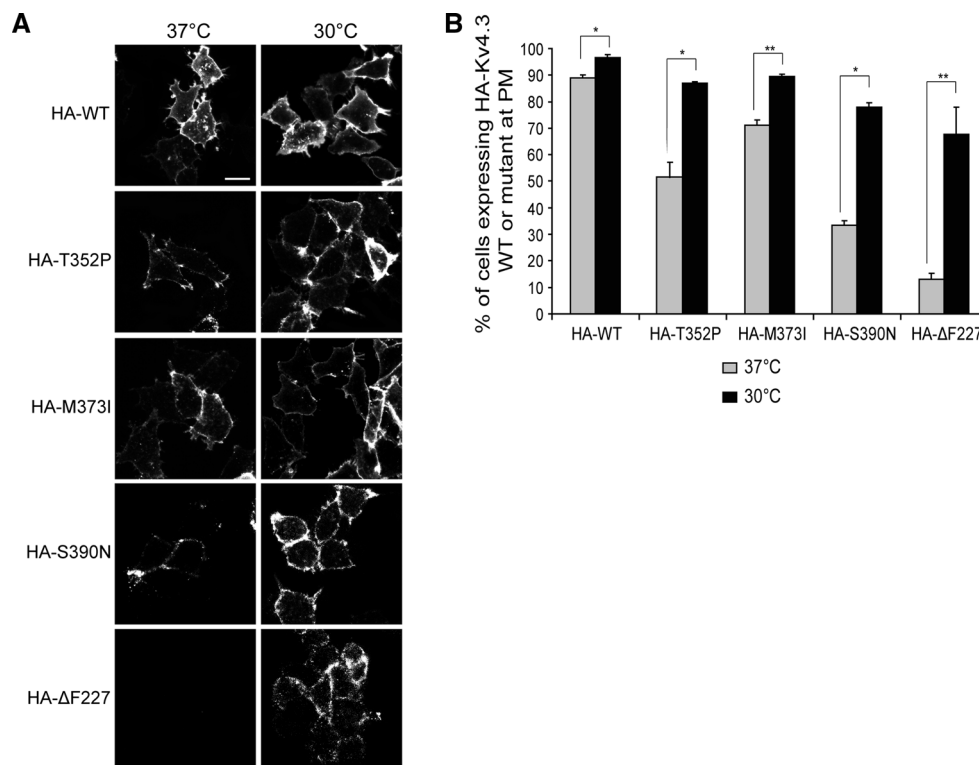 A
37°C 30°C
HA-WT
HA-T352P
HA-M373I
HA-S390N
HA-ΔF227
B
% of cells expressing HA-Kv4.3
WT or mutant at PM
100
90
80
70
60
50
40
30
20
10
0
* * ** * **
HA-WT HA-T352P HA-M373I HA-S390N HA-ΔF227
37°C
30°C